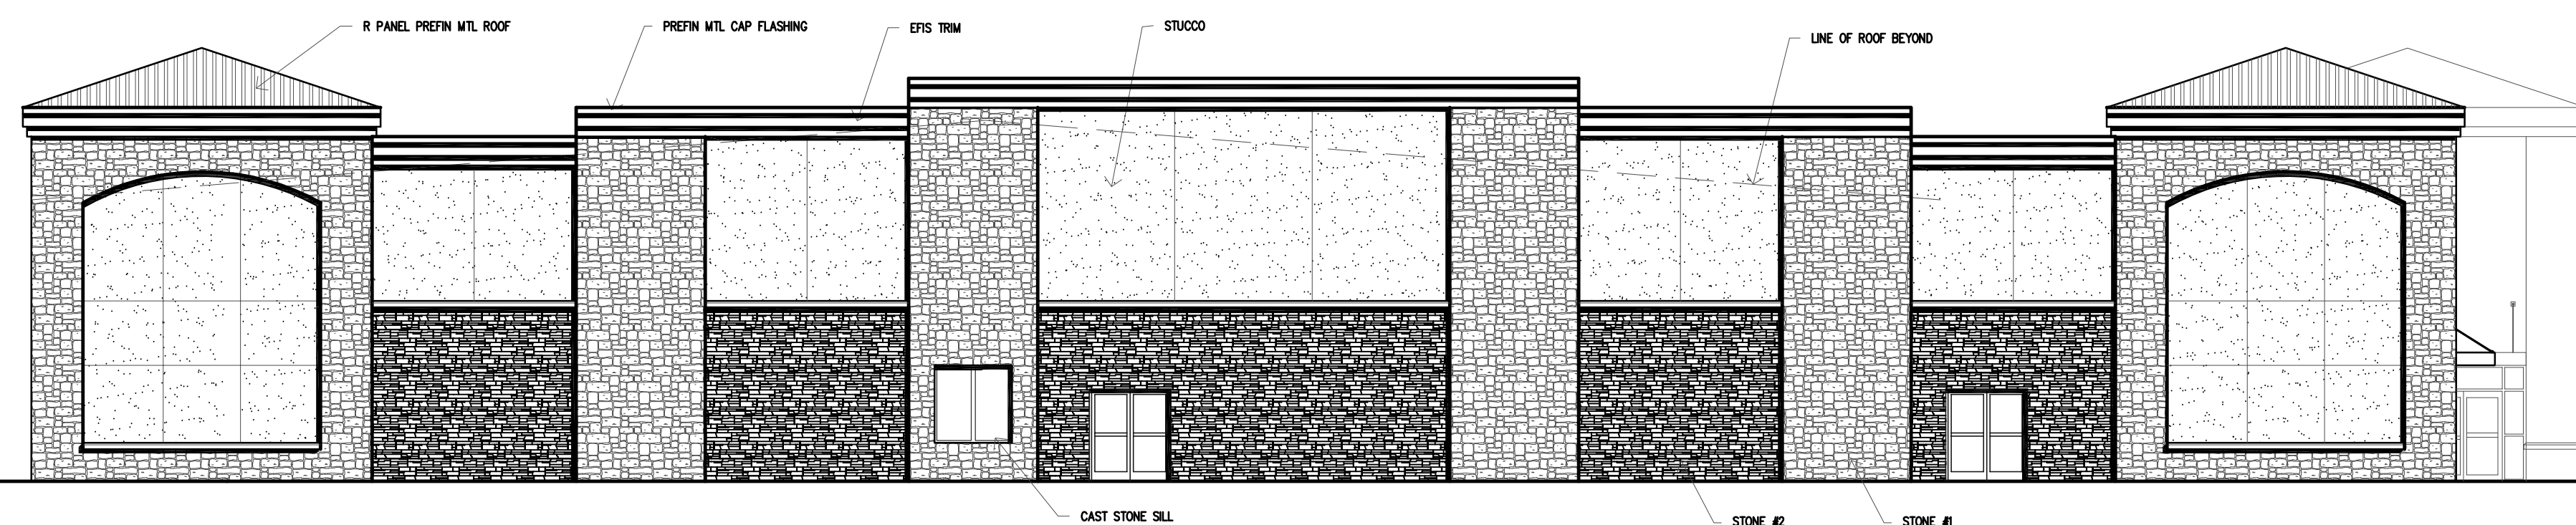 R PANEL PREFIN MTL ROOF
PREFIN MTL CAP FLASHING
EFIS TRIM
STUCCO
LINE OF ROOF BEYOND
CAST STONE SILL
STONE #2
STONE #1